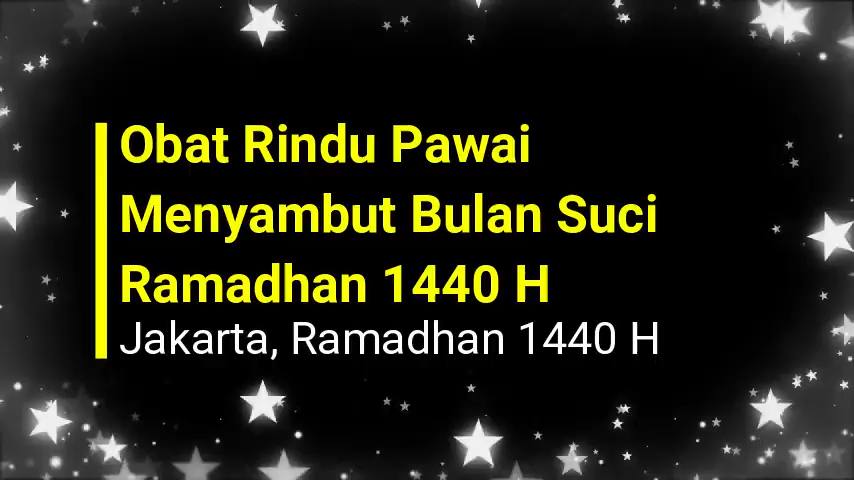 Obat Rindu Pawai
Menyambut Bulan Suci
Ramadhan 1440 H
Jakarta, Ramadhan 1440 H